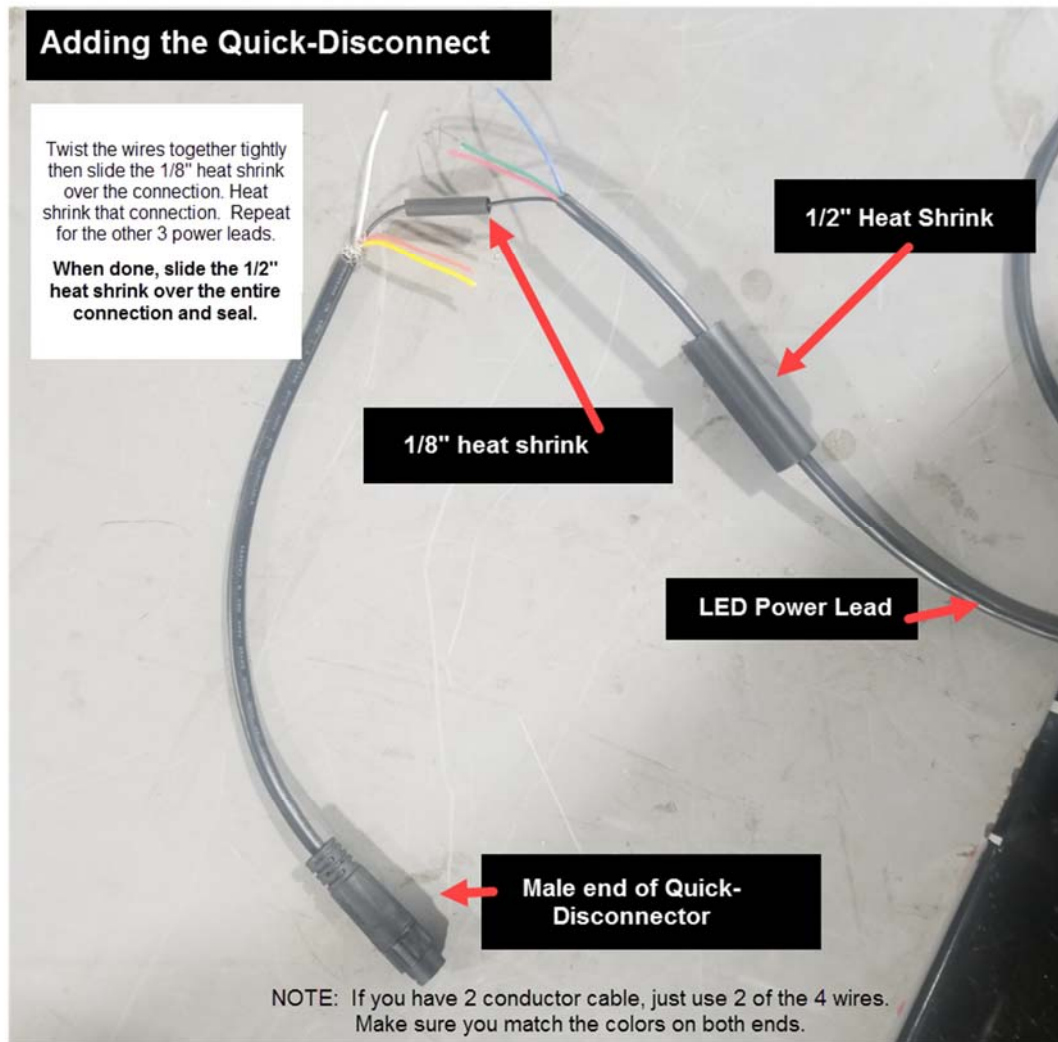 Adding the Quick-Disconnect
Twist the wires together tightly
then slide the 1/8" heat shrink
over the connection. Heat
shrink that connection.  Repeat
for the other 3 power leads.
When done, slide the 1/2"
heat shrink over the entire
connection and seal.
1/2" Heat Shrink
1/8" heat shrink
LED Power Lead
Male end of Quick-
Disconnector
NOTE:  If you have 2 conductor cable, just use 2 of the 4 wires.
Make sure you match the colors on both ends.